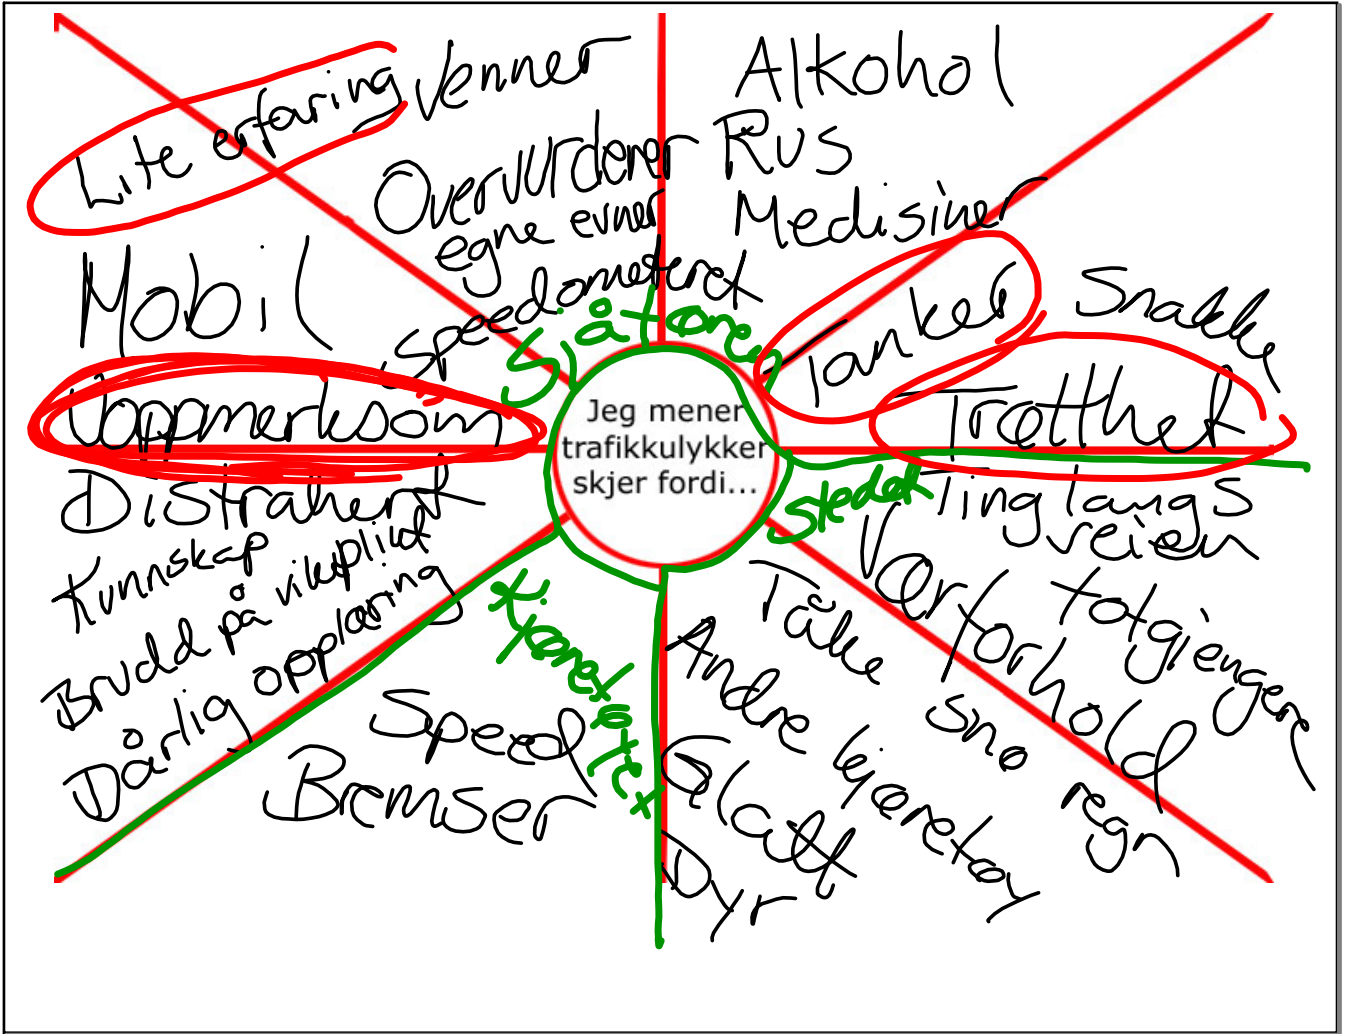 Lite erfaring
Venner
Overvurderer
egne evner
speedometeret
Mobil
Uoppmerksom
Distrahert
Kunnskap
Brudd på vikeplikt
Dårlig opplæring
Alkohol
Rus
Medisiner
Tanker
Snakke
Trøtthet
Sjåføren
Jeg mener
trafikkulykker
skjer fordi...
stedet
Ting langs
veien
Værforhold
fotgjengere
Tåke
snø
regn
Andre kjøretøy
Glatt
Dyr
Kjøretøyet
Speed
Bremser